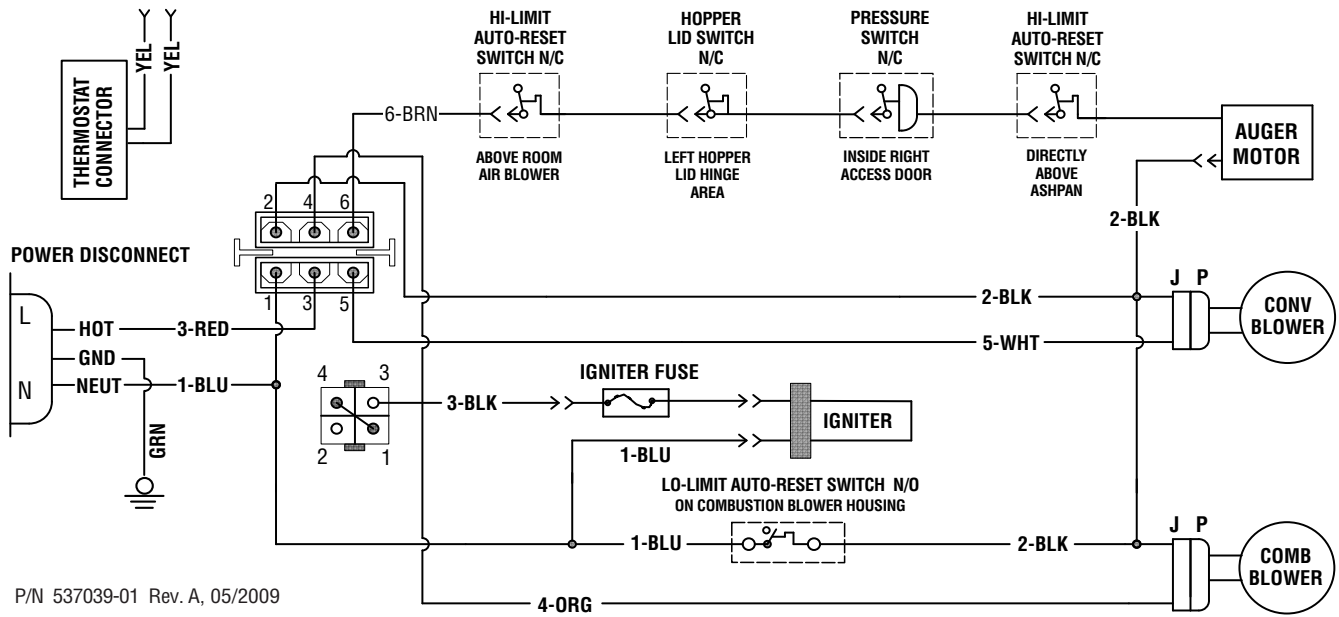 YEL
YEL
THERMOSTAT
CONNECTOR
HI-LIMIT
AUTO-RESET
SWITCH N/C
HOPPER
LID SWITCH
N/C
PRESSURE
SWITCH
N/C
HI-LIMIT
AUTO-RESET
SWITCH N/C
6-BRN
ABOVE ROOM
AIR BLOWER
LEFT HOPPER
LID HINGE
AREA
INSIDE RIGHT
ACCESS DOOR
DIRECTLY
ABOVE
ASHPAN
AUGER
MOTOR
2-BLK
2 4 6
1 3 5
POWER DISCONNECT
L
HOT
3-RED
GND
N
NEUT
1-BLU
GRN
2-BLK
J P
CONV
BLOWER
5-WHT
4 3
2 1
3-BLK
IGNITER FUSE
IGNITER
1-BLU
LO-LIMIT AUTO-RESET SWITCH N/O
ON COMBUSTION BLOWER HOUSING
1-BLU
2-BLK
J P
COMB
BLOWER
4-ORG
P/N 537039-01 Rev. A, 05/2009